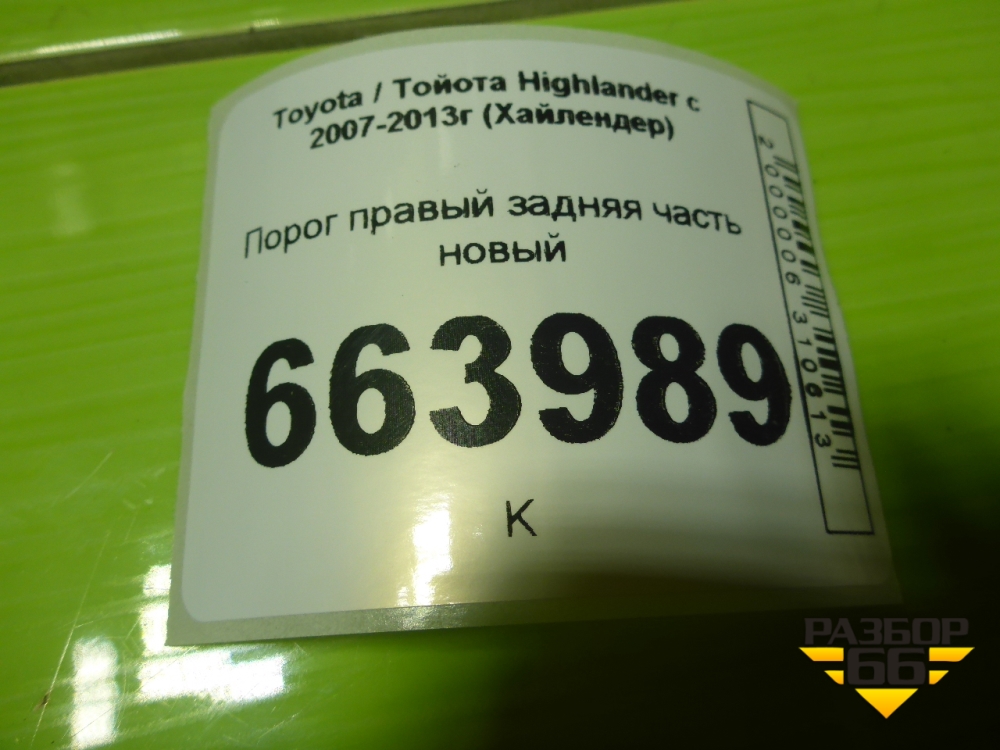 Toyota / Тойота Highlander с
2007-2013г (Хайлендер)
Порог правый задняя часть
новый
663989
К
2000006310613
РАЗБОР
66